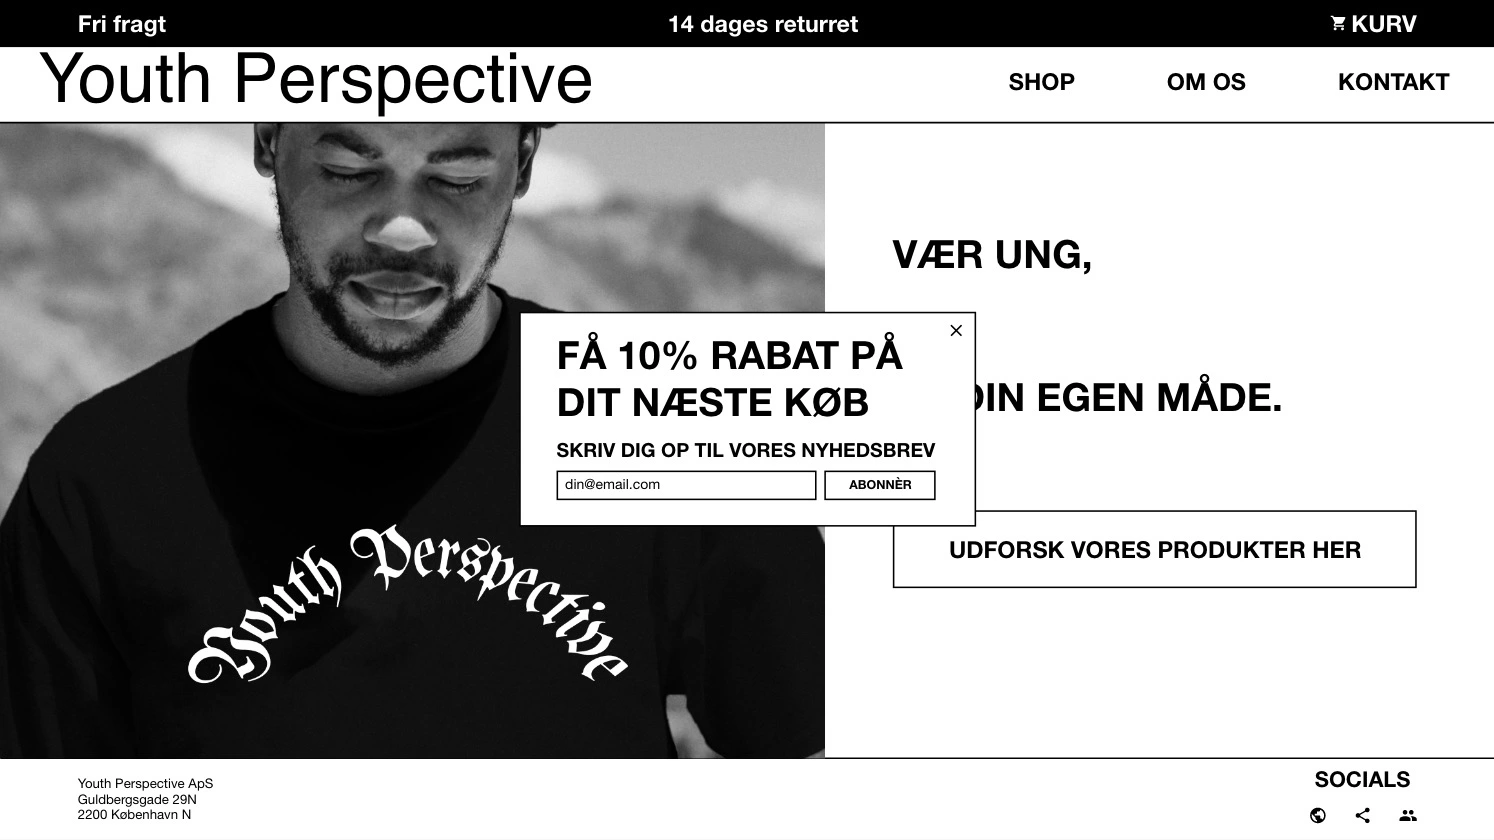 Fri fragt
14 dages returret
KURV
Youth Perspective
SHOP
OM OS
KONTAKT
VÆR UNG,
DIN EGEN MÅDE.
FÅ 10% RABAT PÅ
DIT NÆSTE KØB
SKRIV DIG OP TIL VORES NYHEDSBREV
din@email.com
ABONNÈR
UDFORSK VORES PRODUKTER HER
Youth Perspective
Youth Perspective ApS
Guldbergsgade 29N
2200 København N
SOCIALS